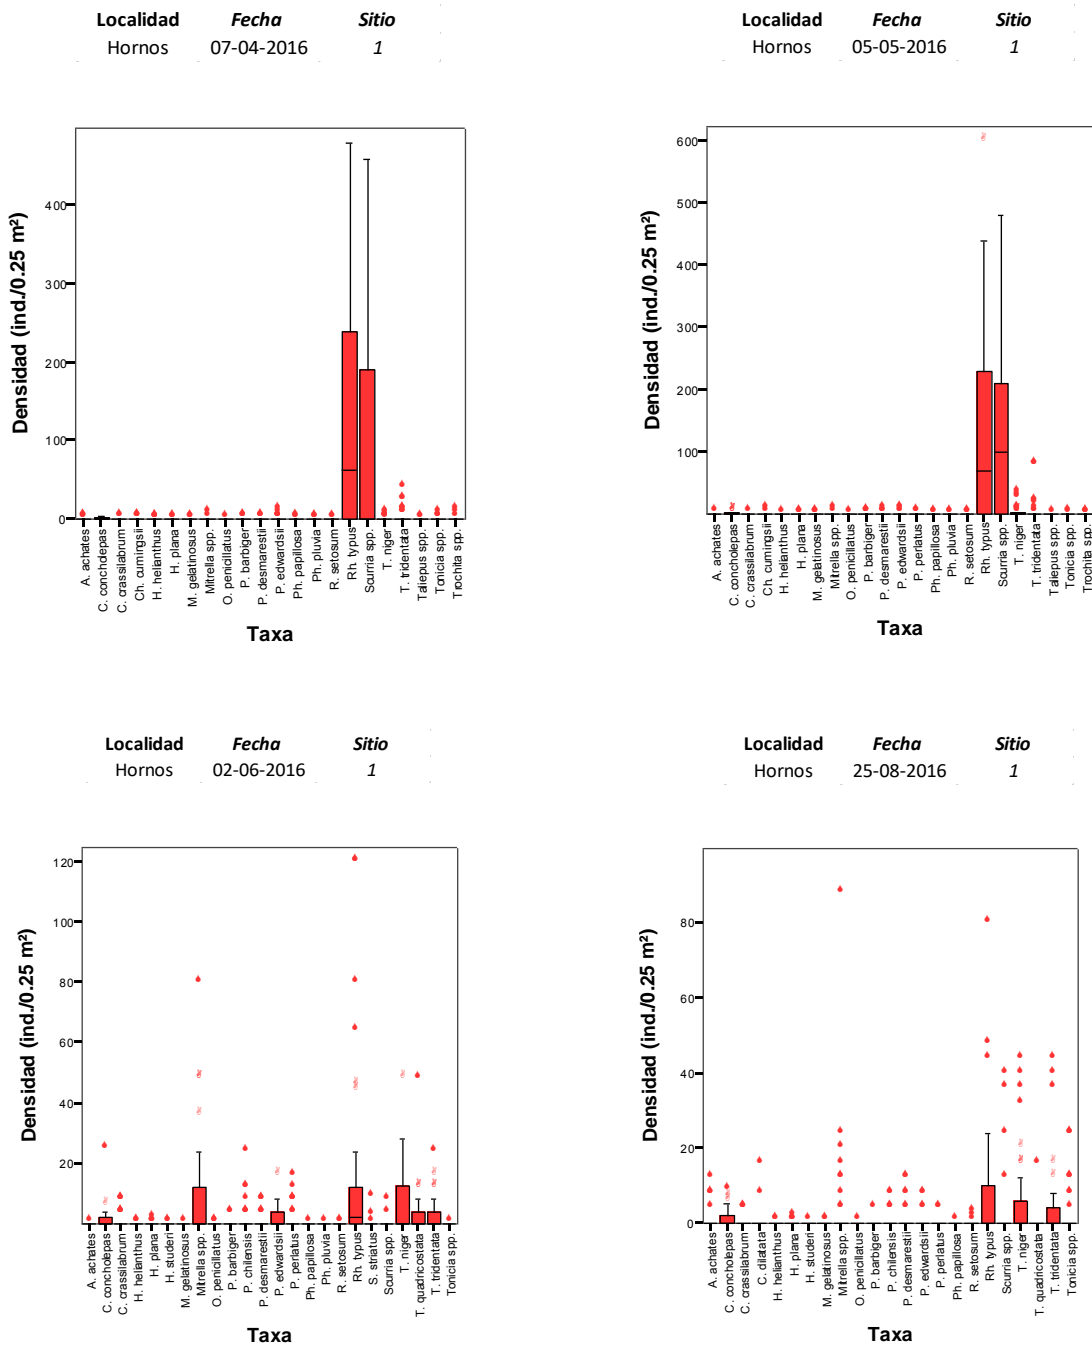 Localidad Fecha Sitio
Hornos 07-04-2016 1
Densidad (ind./0.25 m²)
400
300
200
100
0
A. achates
C. concholepas
C. crassilabrum
Ch. cumingsii
H. helianthus
H. plana
M. gelatinosus
Mitrella spp.
O. penicillatus
P. barbiger
P. desmarestii
P. edwardsii
Ph. papillosa
Ph. pluvia
R. setosum
Rh. typus
Scurria spp.
T. niger
T. tridentata
Taliepus spp.
Tonicia spp.
Trochita spp.
Taxa
Localidad Fecha Sitio
Hornos 05-05-2016 1
Densidad (ind./0.25 m²)
600
500
400
300
200
100
A. achates
C. concholepas
C. crassilabrum
Ch. cumingsii
H. helianthus
H. plana
M. gelatinosus
Mitrella spp.
O. penicillatus
P. barbiger
P. desmarestii
P. edwardsii
P. perlatus
Ph. papillosa
Ph. pluvia
R. setosum
Rh. typus
Scurria spp.
T. niger
T. tridentata
Taliepus spp.
Tonicia spp.
Trochita spp.
Taxa
Localidad Fecha Sitio
Hornos 02-06-2016 1
Densidad (ind./0.25 m²)
120
100
80
60
40
20
A. achates
C. concholepas
C. crassilabrum
H. helianthus
H. plana
H. studeri
M. gelatinosus
Mitrella spp.
O. penicillatus
P. barbiger
P. chilensis
P. desmarestii
P. edwardsii
P. perlatus
Ph. papillosa
Ph. pluvia
R. setosum
Rh. typus
S. striatus
Scurria spp.
T. niger
T. quadricostata
T. tridentata
Tonicia spp.
Taxa
Localidad Fecha Sitio
Hornos 25-08-2016 1
Densidad (ind./0.25 m²)
80
60
40
20
0
A. achates
C. concholepas
C. crassilabrum
C. dilatata
H. helianthus
H. plana
H. studeri
M. gelatinosus
Mitrella spp.
O. penicillatus
P. barbiger
P. chilensis
P. desmarestii
P. edwardsii
P. perlatus
Ph. papillosa
R. setosum
Rh. typus
Scurria spp.
T. niger
T. quadricostata
T. tridentata
Tonicia spp.
Taxa